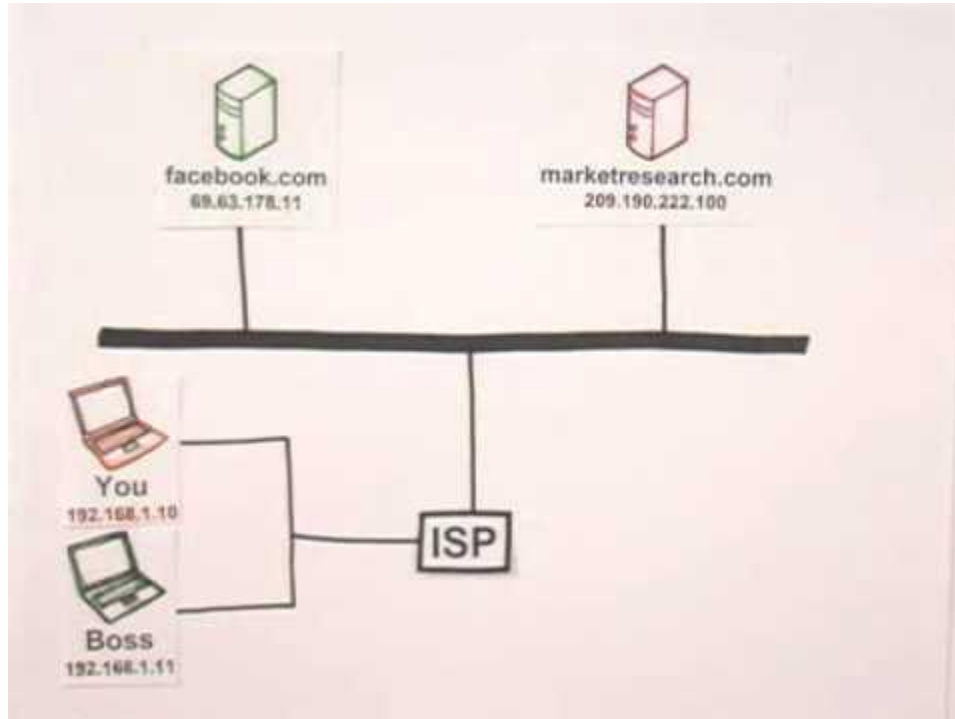 facebook.com
69.63.178.11
marketresearch.com
209.190.222.100
You
192.168.1.10
ISP
Boss
192.168.1.11